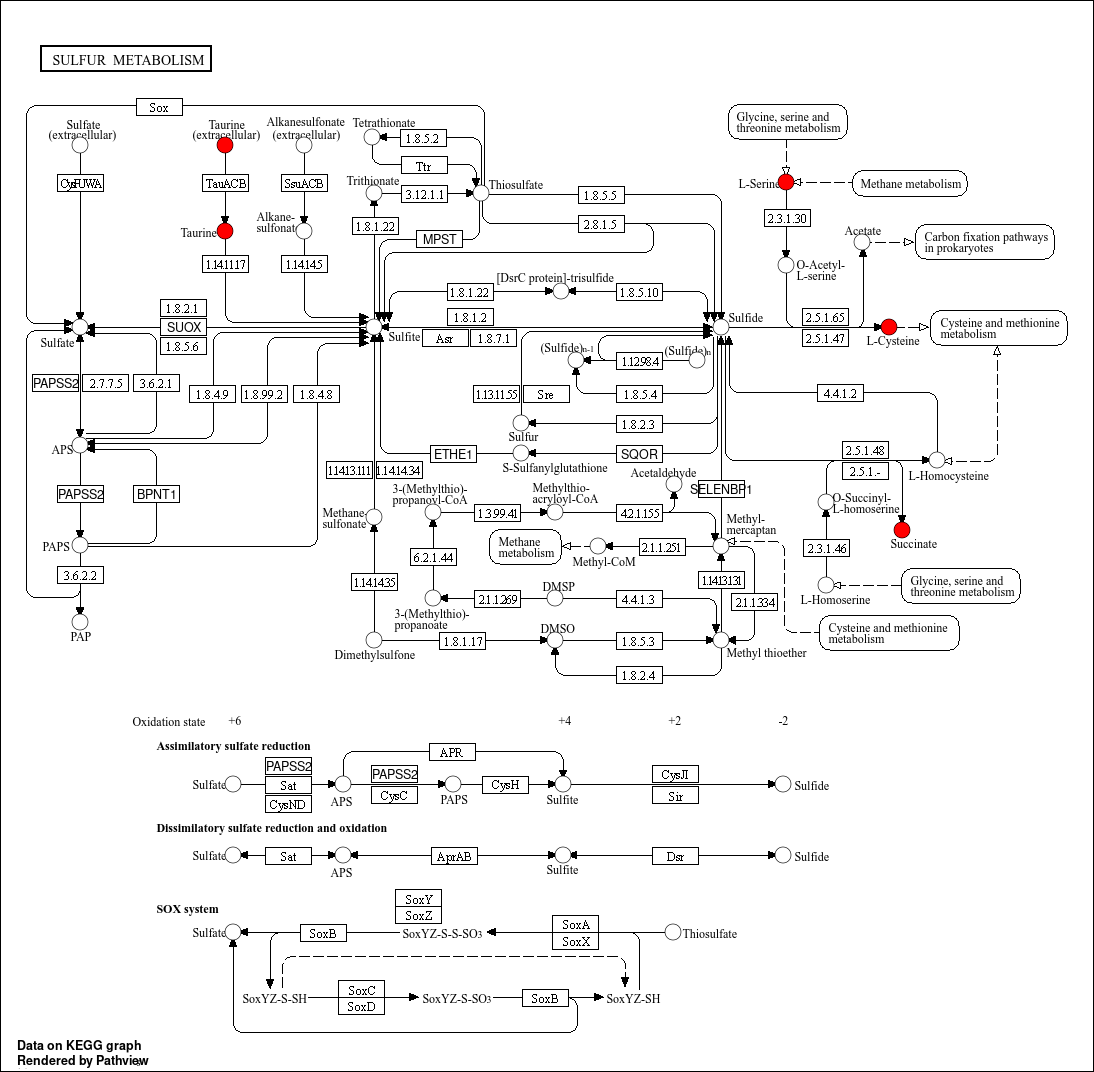 SULFUR METABOLISM
Sox
Sulfate
(extracellular)
Taurine
(extracellular)
Alkanesulfonate
(extracellular)
Tetrathionate
1.8.5.2
Ttr
Glycine, serine and
threonine metabolism
CysPUWA
TauACB
SsuACB
Trithionate
3.12.1.1
Thiosulfate
1.8.5.5
L-Serine
Methane metabolism
Taurine
Alkane-
sulfonate
1.8.1.22
MPST
2.8.1.5
2.3.1.30
Acetate
Carbon fixation pathways
in prokaryotes
1.14.11.17
1.14.14.5
[DsrC protein]-trisulfide
O-Acetyl-
L-serine
1.8.1.22
1.8.5.10
1.8.2.1
SUOX
1.8.5.6
Sulfate
1.8.1.2
Asr
1.8.7.1
Sulfite
Sulfide
2.5.1.65
2.5.1.47
L-Cysteine
Cysteine and methionine
metabolism
(Sulfide)n-1
(Sulfide)n
1.12.98.4
PAPSS2
2.7.7.5
3.6.2.1
1.8.4.9
1.8.99.2
1.8.4.8
1.13.11.55
Sre
1.8.5.4
4.4.1.2
1.8.2.3
Sulfur
APS
ETHE1
S-Sulfanylglutathione
SQOR
2.5.1.48
2.5.1.-
L-Homocysteine
1.14.13.111
1.14.14.34
Acetaldehyde
PAPSS2
BPNT1
3-(Methylthio)-
propanoyl-CoA
Methylthio-
acryloyl-CoA
SELENBP1
O-Succinyl-
L-homoserine
Methane-
sulfonate
1.3.99.41
4.2.1.155
Methyl-
mercaptan
Succinate
PAPS
Methane
metabolism
Methyl-CoM
2.1.1.251
2.3.1.46
6.2.1.44
3.6.2.2
1.14.14.35
1.14.13.131
L-Homoserine
Glycine, serine and
threonine metabolism
DMSP
2.1.1.269
4.4.1.3
2.1.1.334
3-(Methylthio)-
propanoate
PAP
Cysteine and methionine
metabolism
DMSO
Dimethylsulfone
1.8.1.17
1.8.5.3
Methyl thioether
1.8.2.4
Oxidation state +6 +4 +2 -2
Assimilatory sulfate reduction
PAPSS2
Sat
CysND
Sulfate
APS
APR
PAPSS2
CysC
PAPS
CysH
Sulfite
CysJI
Sir
Sulfide
Dissimilatory sulfate reduction and oxidation
Sulfate
Sat
APS
AprAB
Sulfite
Dsr
Sulfide
SOX system
SoxY
SoxZ
Sulfate
SoxB
SoxYZ-S-S-SO3
SoxA
SoxX
Thiosulfate
SoxYZ-S-SH
SoxC
SoxD
SoxYZ-S-SO3
SoxB
SoxYZ-SH
Data on KEGG graph
Rendered by Pathview